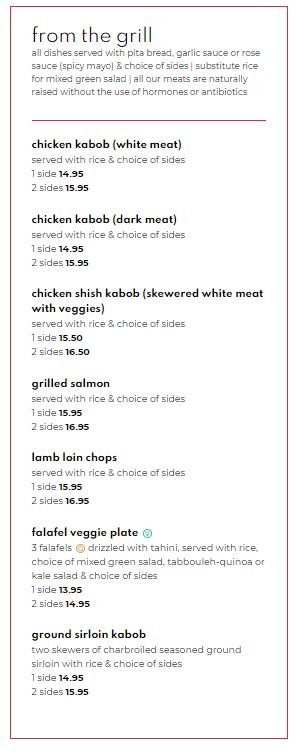 from the grill
all dishes served with pita bread, garlic sauce or rose
sauce (spicy mayo) & choice of sides | substitute rice
for mixed green salad | all our meats are naturally
raised without the use of hormones or antibiotics
chicken kabob (white meat)
served with rice & choice of sides
1 side 14.95
2 sides 15.95
chicken kabob (dark meat)
served with rice & choice of sides
1 side 14.95
2 sides 15.95
chicken shish kabob (skewered white meat
with veggies)
served with rice & choice of sides
1 side 15.50
2 sides 16.50
grilled salmon
served with rice & choice of sides
1 side 15.95
2 sides 16.95
lamb loin chops
served with rice & choice of sides
1 side 15.95
2 sides 16.95
falafel veggie plate V
3 falafels G drizzled with tahini, served with rice,
choice of mixed green salad, tabbouleh-quinoa or
kale salad & choice of sides
1 side 13.95
2 sides 14.95
ground sirloin kabob
two skewers of charbroiled seasoned ground
sirloin with rice & choice of sides
1 side 14.95
2 sides 15.95